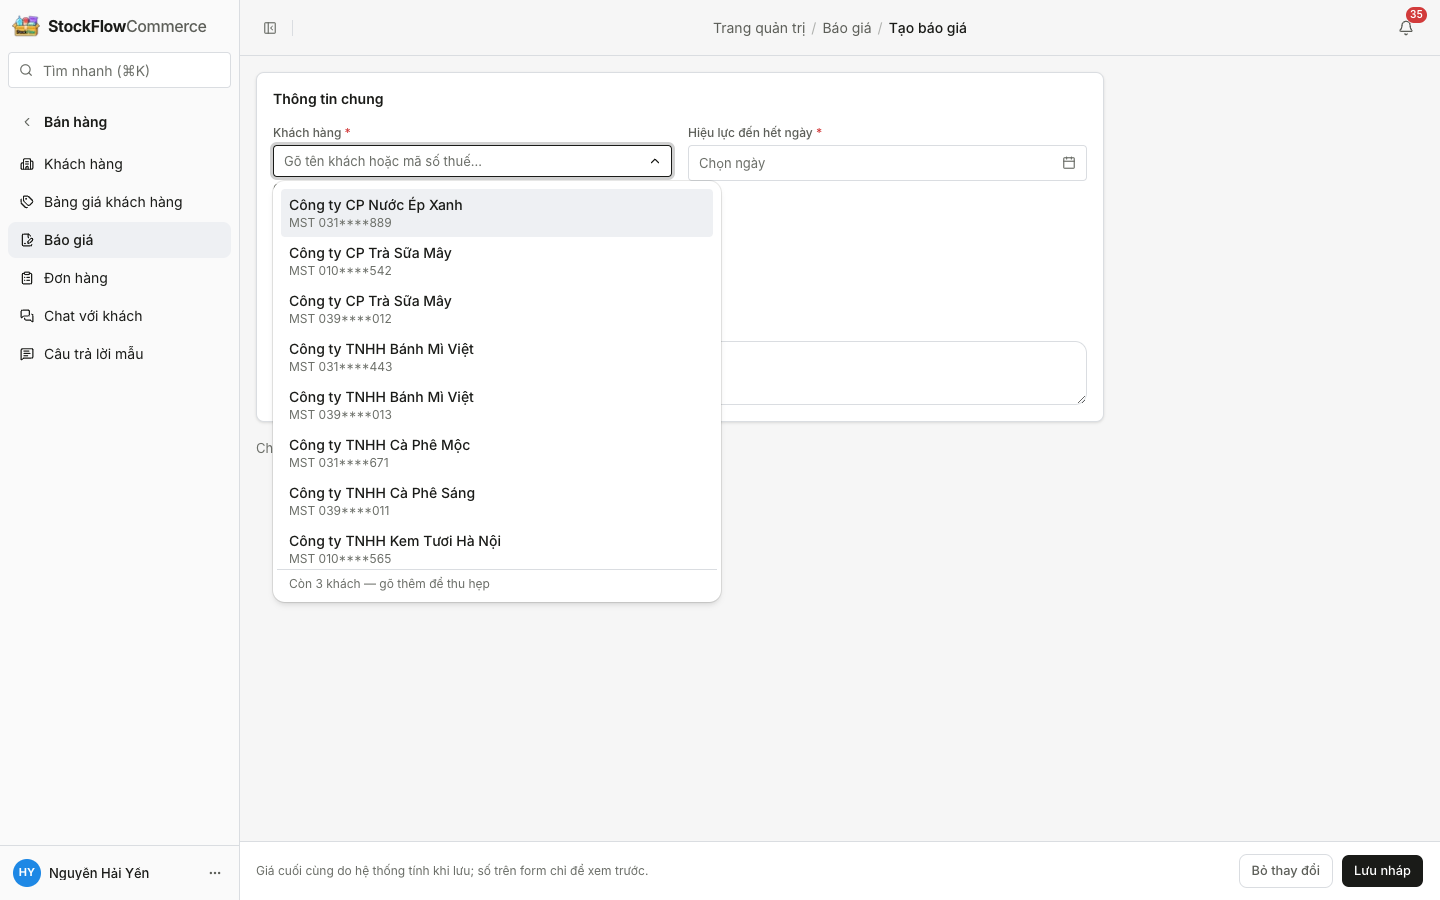 StockFlowCommerce
Tìm nhanh (⌘K)
Bán hàng
Khách hàng
Bảng giá khách hàng
Báo giá
Đơn hàng
Chat với khách
Câu trả lời mẫu
HY Nguyễn Hải Yến
Trang quản trị / Báo giá / Tạo báo giá
35
Thông tin chung
Khách hàng *
Gõ tên khách hoặc mã số thuế...
Hiệu lực đến hết ngày *
Chọn ngày
Công ty CP Nước Ép Xanh
MST 031****889
Công ty CP Trà Sữa Mây
MST 010****542
Công ty CP Trà Sữa Mây
MST 039****012
Công ty TNHH Bánh Mì Việt
MST 031****443
Công ty TNHH Bánh Mì Việt
MST 039****013
Công ty TNHH Cà Phê Mộc
MST 031****671
Công ty TNHH Cà Phê Sáng
MST 039****011
Công ty TNHH Kem Tươi Hà Nội
MST 010****565
Còn 3 khách — gõ thêm để thu hẹp
Ch
Giá cuối cùng do hệ thống tính khi lưu; số trên form chỉ để xem trước.
Bỏ thay đổi
Lưu nháp